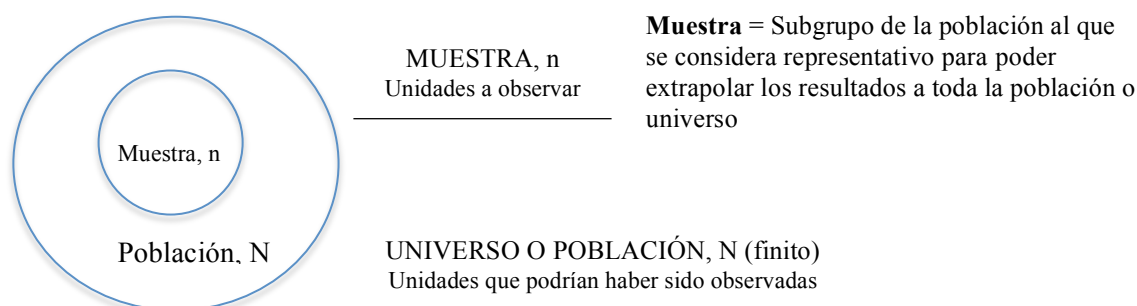 Muestra = Subgrupo de la población al que
se considera representativo para poder
extrapolar los resultados a toda la población o
universo
MUESTRA, n
Unidades a observar
Muestra, n
Población, N
UNIVERSO O POBLACIÓN, N (finito)
Unidades que podrían haber sido observadas